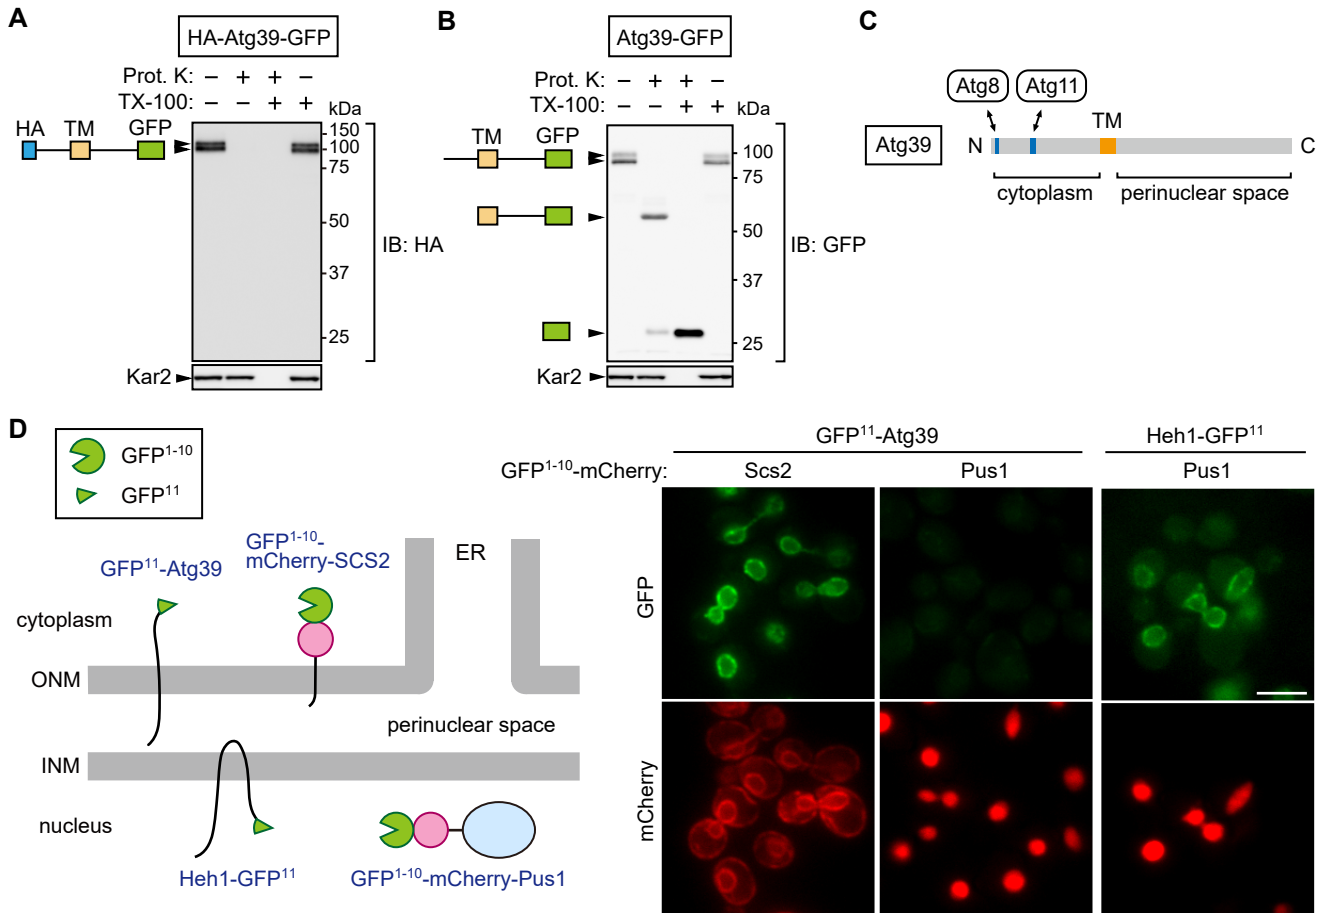 A
HA-Atg39-GFP
Prot. K: − + + −
TX-100: − − + +
kDa
HA TM GFP
150
100
75
50
37
25
IB: HA
Kar2
B
Atg39-GFP
Prot. K: − + + −
TX-100: − − + +
kDa
TM GFP
100
75
50
37
25
IB: GFP
Kar2
C
Atg8 Atg11
TM
Atg39 N C
cytoplasm perinuclear space
D
GFP1-10
GFP11
GFP11-Atg39
GFP1-10-
mCherry-SCS2
ER
cytoplasm
ONM
perinuclear space
INM
nucleus
Heh1-GFP11
GFP1-10-mCherry-Pus1
GFP11-Atg39 Heh1-GFP11
GFP1-10-mCherry: Scs2 Pus1 Pus1
GFP
mCherry